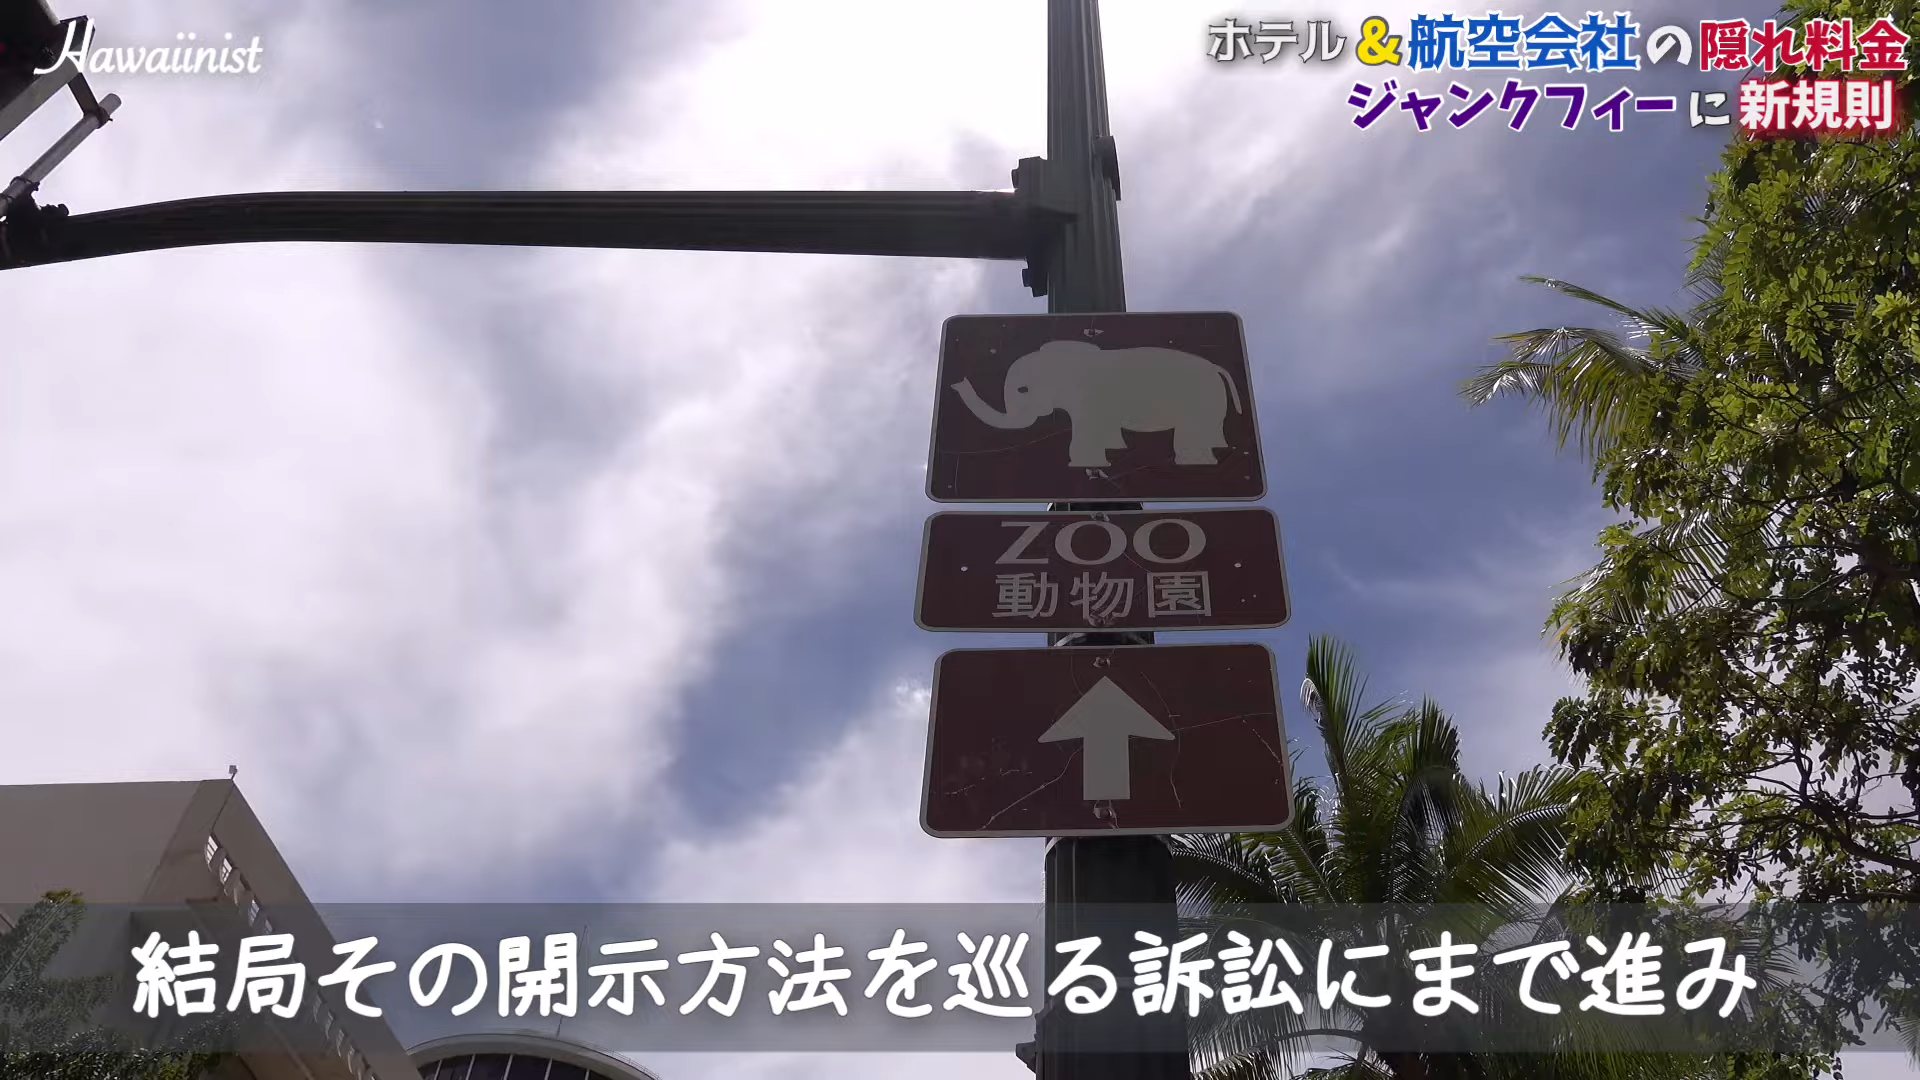 Hawaiinist
ホテル&航空会社の隠れ料金
ジャンクフィーに新規則
ZOO
動物園
結局その開示方法を巡る訴訟にまで進み